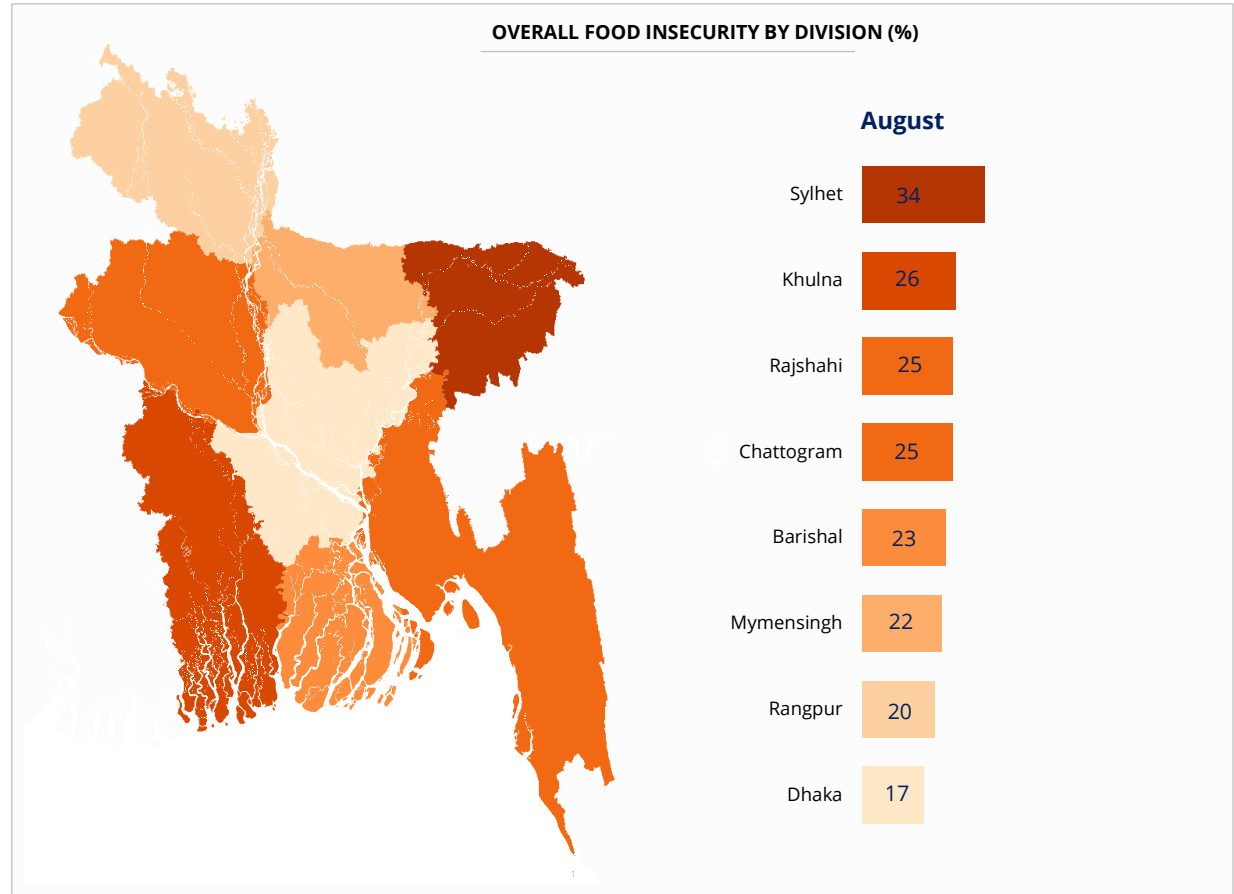 OVERALL FOOD INSECURITY BY DIVISION (%)
August
Sylhet 34
Khulna 26
Rajshahi 25
Chattogram 25
Barishal 23
Mymensingh 22
Rangpur 20
Dhaka 17